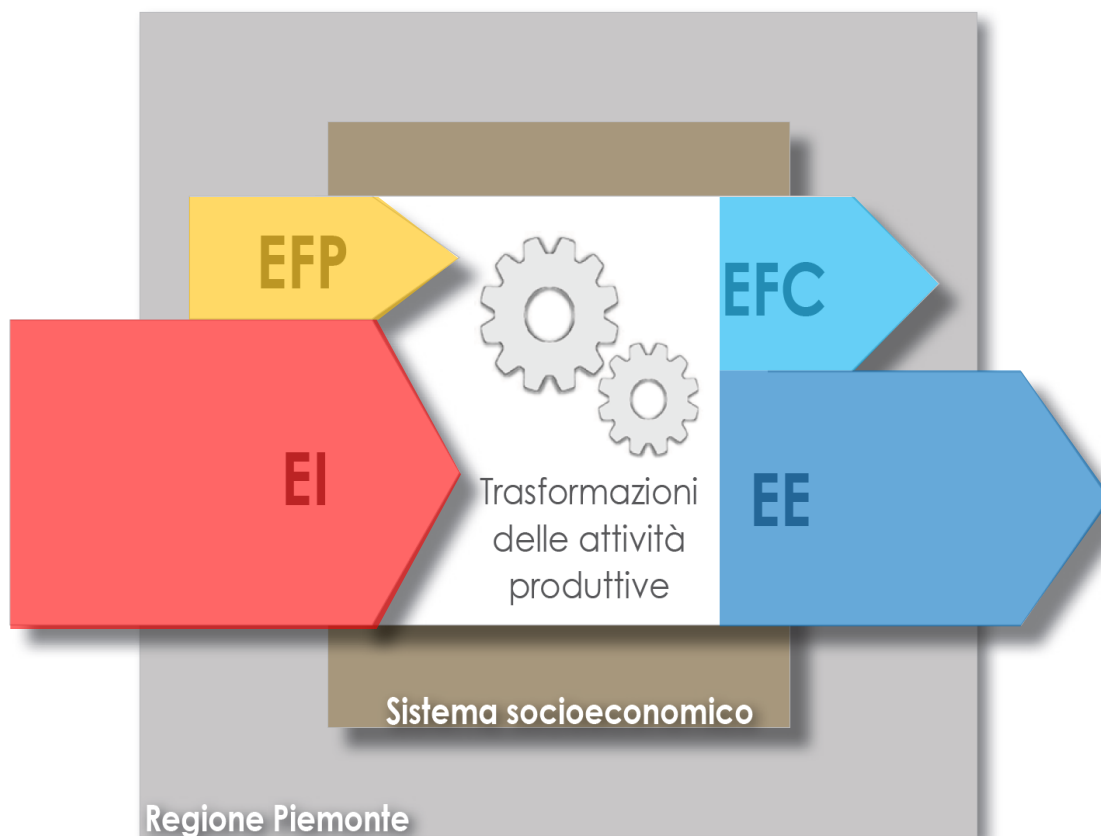 EFP
EFC
EI
EE
Trasformazioni
delle attività
produttive
Sistema socioeconomico
Regione Piemonte